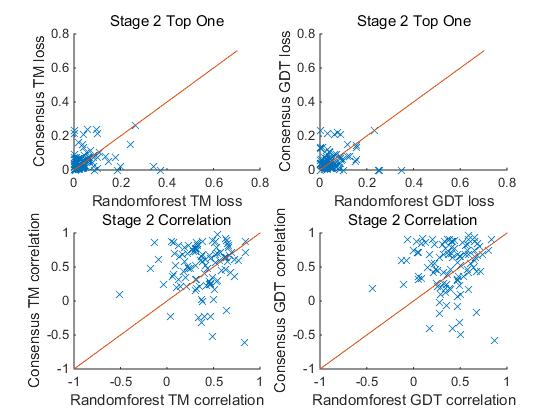 Stage 2 Top One
Consensus TM loss
0.8
0.6
0.4
0.2
0
0 0.2 0.4 0.6 0.8
Randomforest TM loss
Stage 2 Top One
Consensus GDT loss
0.8
0.6
0.4
0.2
0
0 0.2 0.4 0.6 0.8
Randomforest GDT loss
Stage 2 Correlation
Consensus TM correlation
1
0.5
0
-0.5
-1
-1 -0.5 0 0.5 1
Randomforest TM correlation
Stage 2 Correlation
Consensus GDT correlation
1
0.5
0
-0.5
-1
-1 -0.5 0 0.5 1
Randomforest GDT correlation